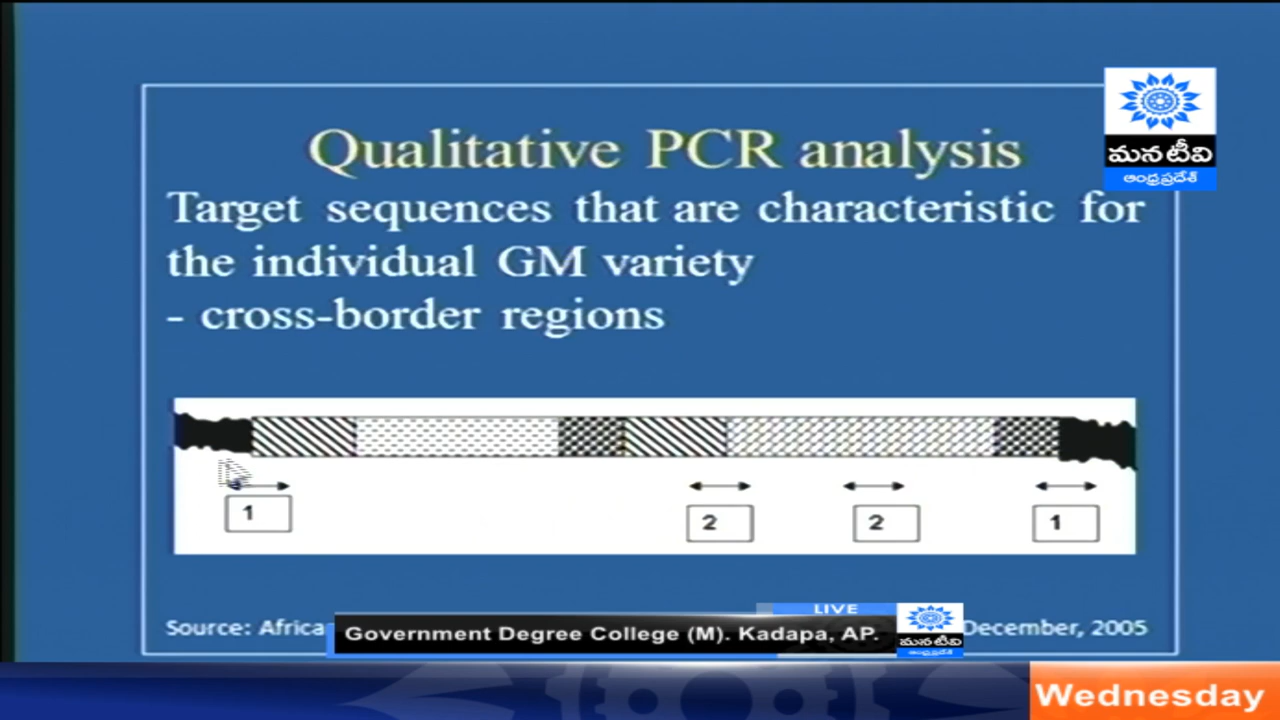 Qualitative PCR analysis
మన టీవి
ఆంధ్రప్రదేశ్
Target sequences that are characteristic for
the individual GM variety
- cross-border regions
1
2
2
1
LIVE
Source: Africa
Government Degree College (M). Kadapa, AP.
మన టీవి
December, 2005
Wednesday